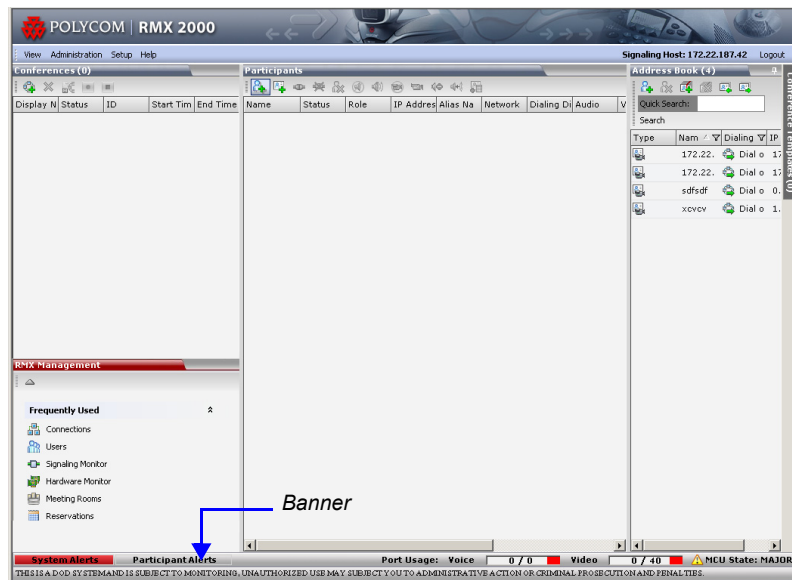 POLYCOM | RMX 2000
View Administration Setup Help
Signaling Host: 172.22.187.42 Logout
Conferences (0)
Display N Status ID Start Tim End Time
Participants
Name Status Role IP Addres Alias Na Network Dialing Di Audio V
Address Book (4)
Quick Search:
Search
Type Nam Dialing IP
172.22. Dial o 17
172.22. Dial o 17
sdfsdf Dial o 0.
xcvcv Dial o 1.
Conference Templates (0)
RMX Management
Frequently Used
Connections
Users
Signaling Monitor
Hardware Monitor
Meeting Rooms
Reservations
Banner
System Alerts Participant Alerts Port Usage: Voice 0 / 0 Video 0 / 40 MCU State: MAJOR
THIS IS A DOD SYSTEM AND IS SUBJECT TO MONITORING, UNAUTHORIZED USE MAY SUBJECT YOU TO ADMINISTRATIVE ACTION OR CRIMINAL PROSECUTION AND PENALTIES.